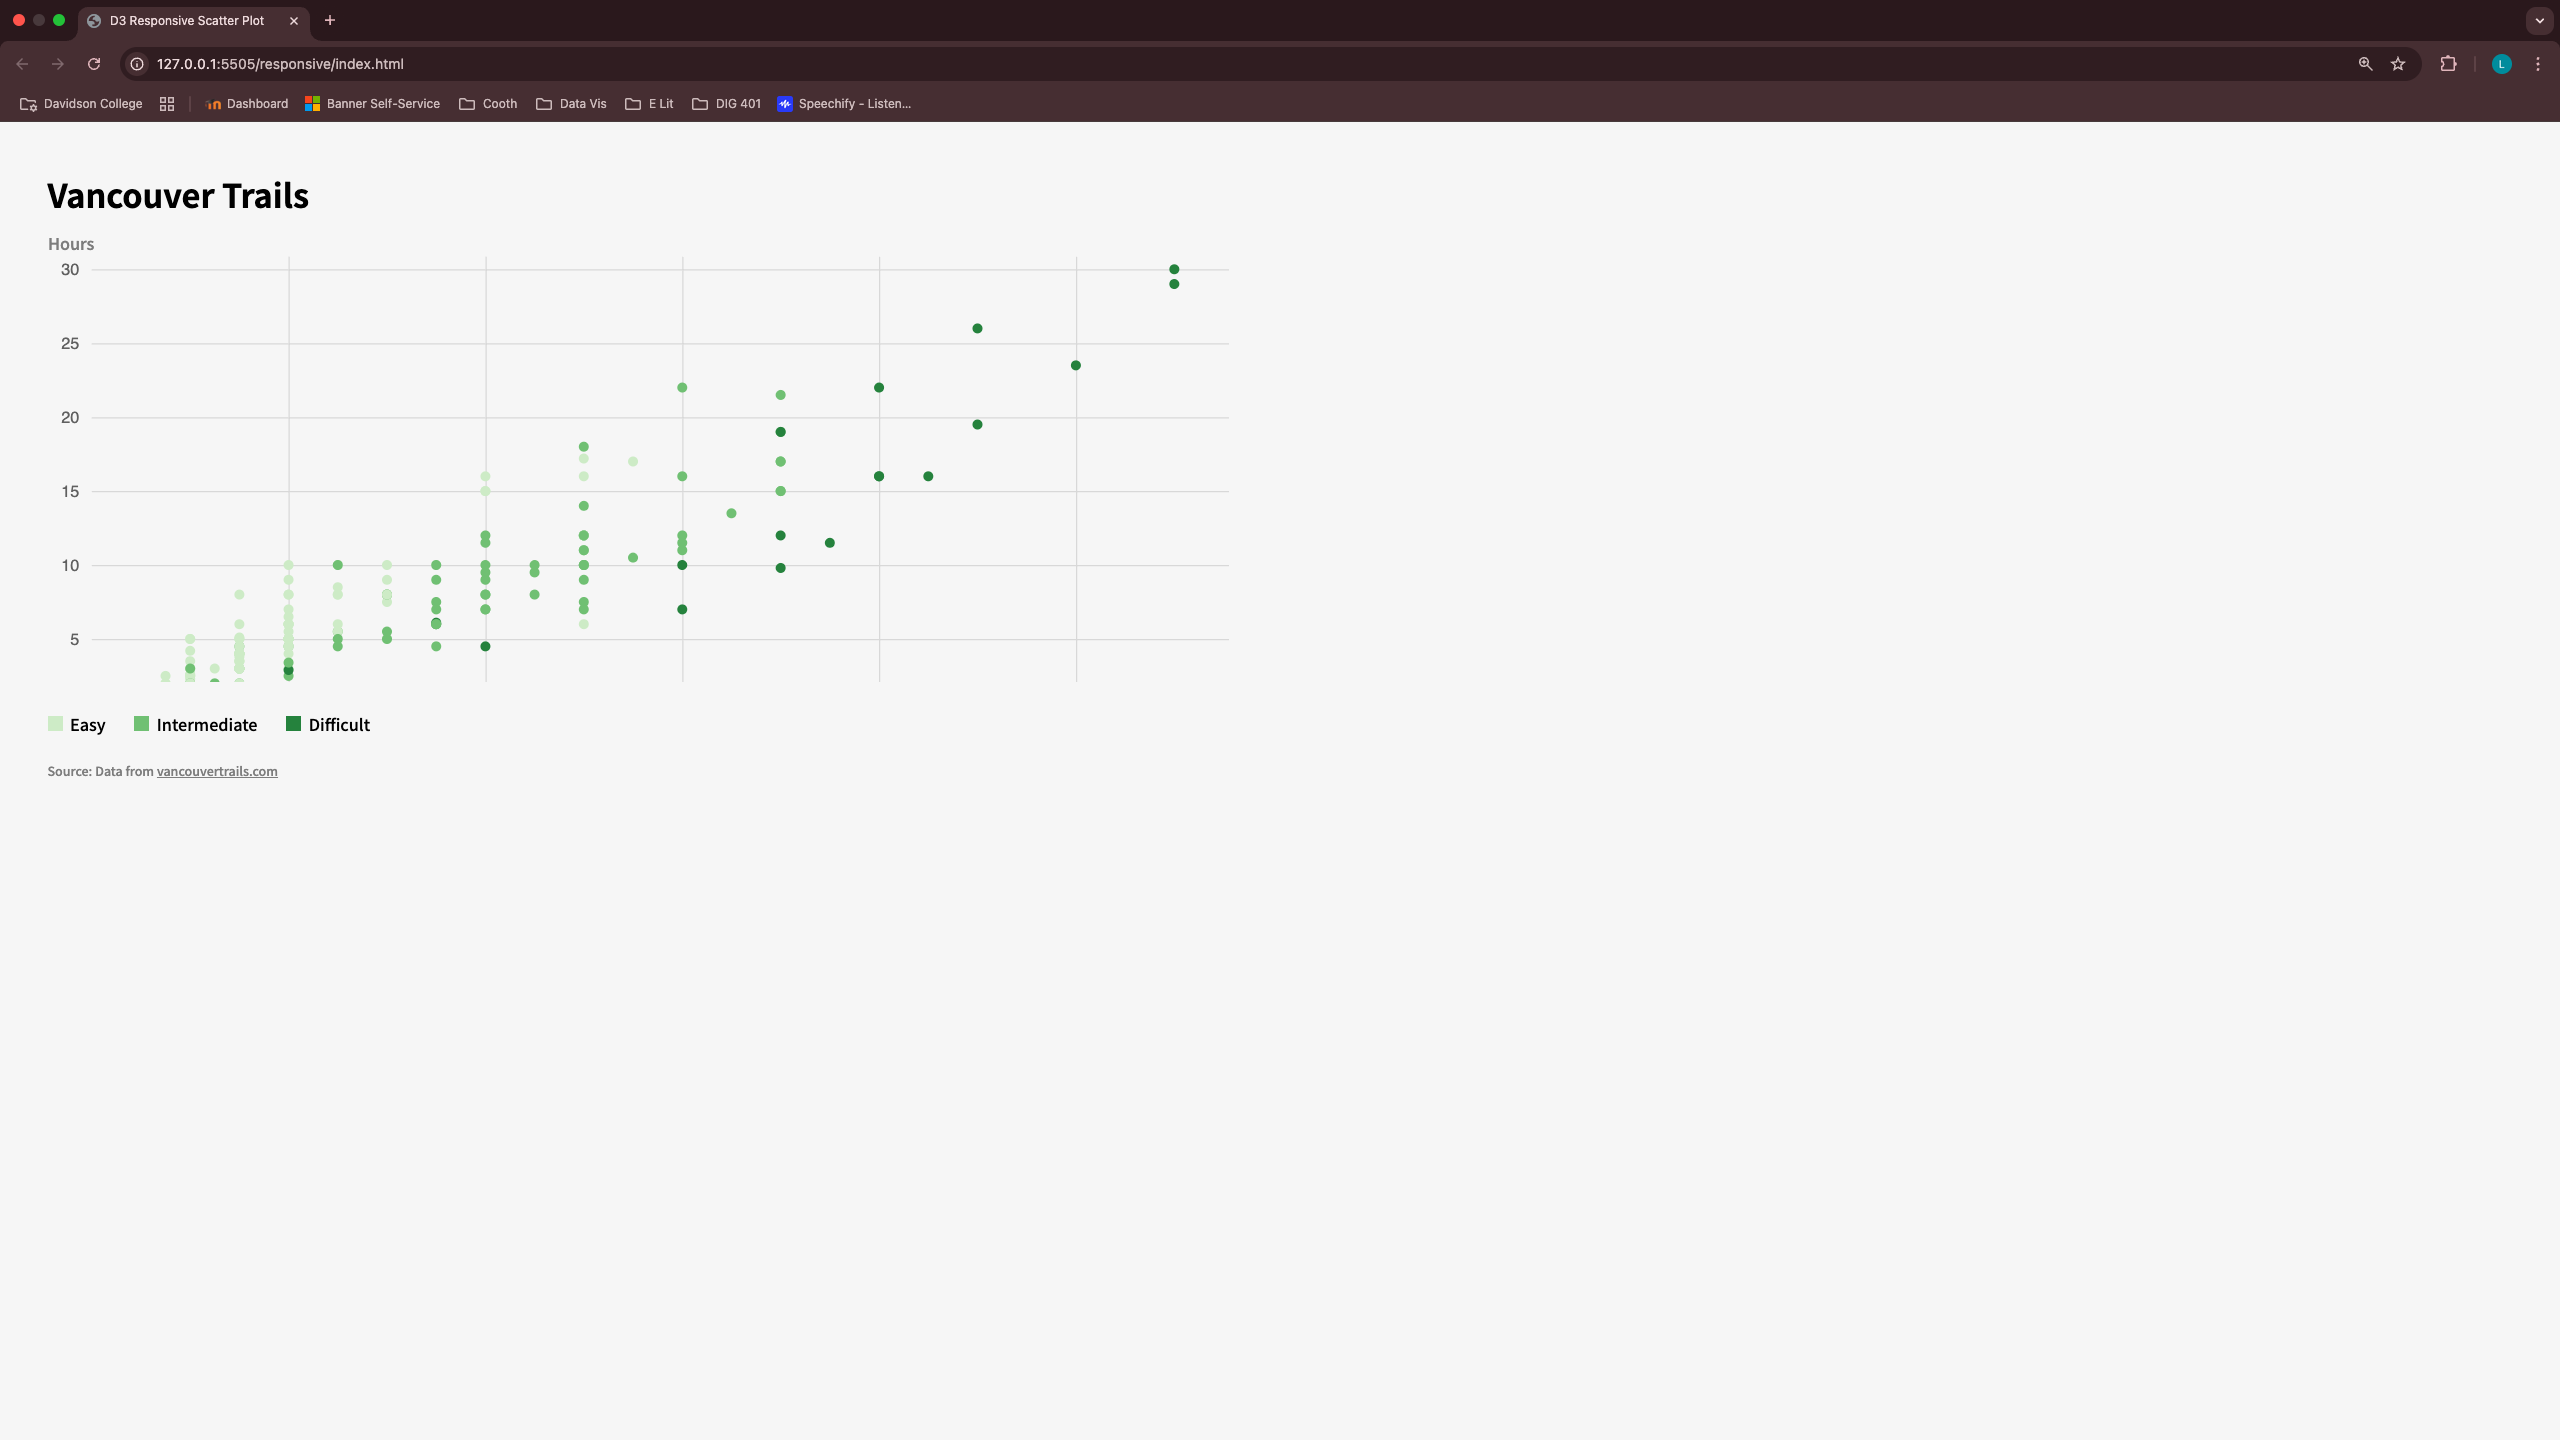 D3 Responsive Scatter Plot
127.0.0.1:5505/responsive/index.html
L
Davidson College Dashboard Banner Self-Service Cooth Data Vis E Lit DIG 401 Speechify - Listen...
Vancouver Trails
Hours
30
25
20
15
10
5
Easy Intermediate Difficult
Source: Data from vancouvertrails.com